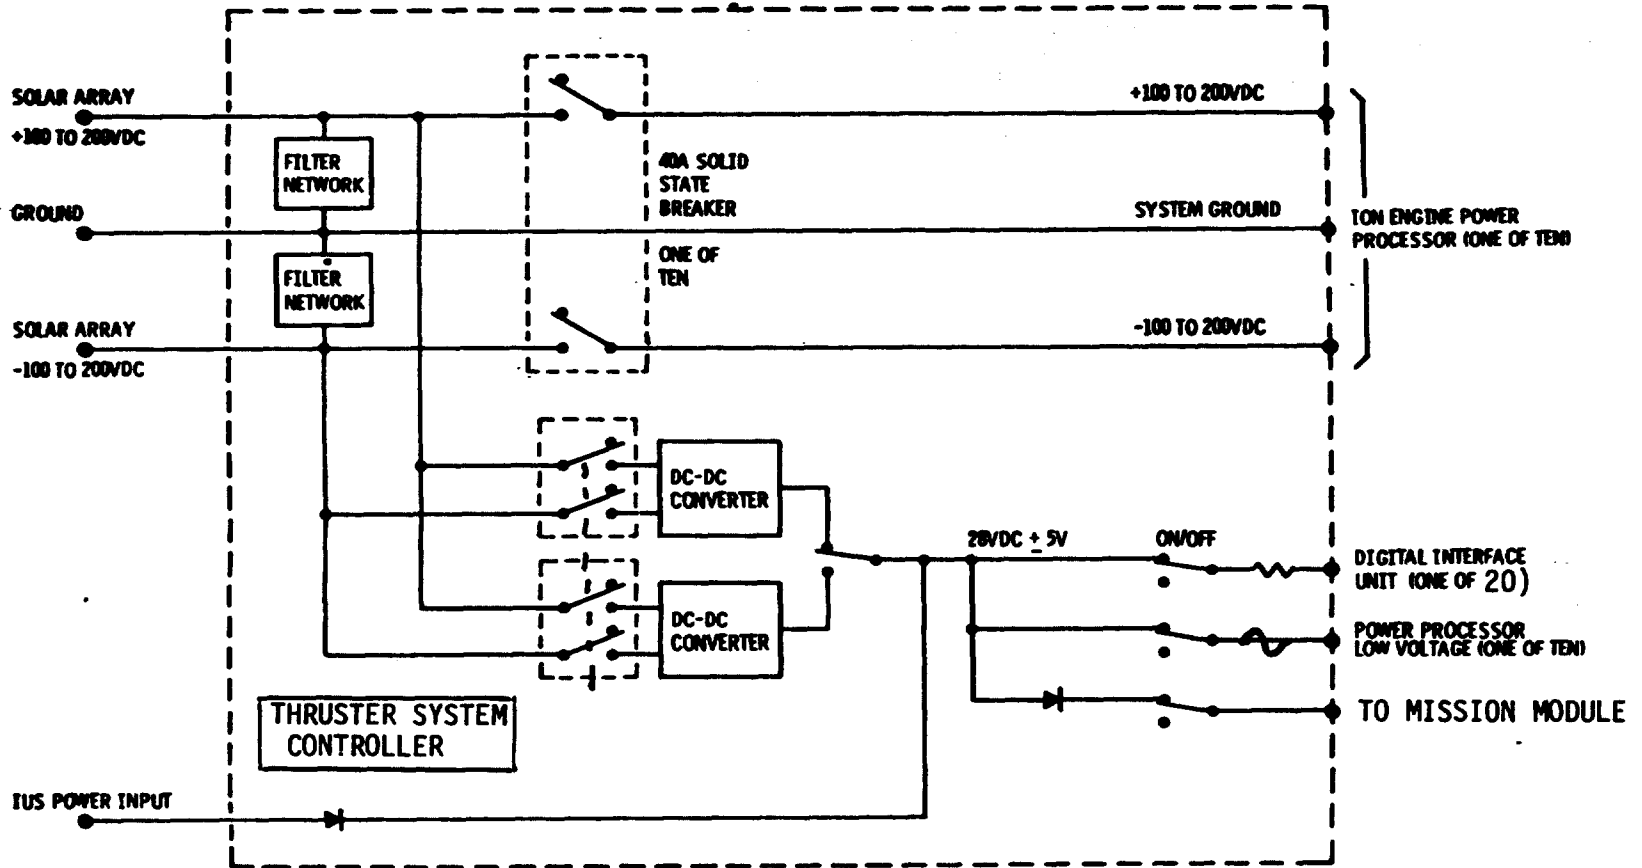 SOLAR ARRAY
+100 TO 200VDC
FILTER
NETWORK
GROUND
FILTER
NETWORK
SOLAR ARRAY
-100 TO 200VDC
40A SOLID
STATE
BREAKER
ONE OF
TEN
+100 TO 200VDC
SYSTEM GROUND
-100 TO 200VDC
ION ENGINE POWER
PROCESSOR (ONE OF TEN)
DC-DC
CONVERTER
DC-DC
CONVERTER
28VDC ± 5V
ON/OFF
DIGITAL INTERFACE
UNIT (ONE OF 20)
POWER PROCESSOR
LOW VOLTAGE (ONE OF TEN)
TO MISSION MODULE
THRUSTER SYSTEM
CONTROLLER
IUS POWER INPUT